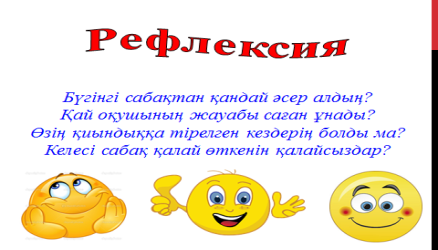 Рефлексия
Бүгінгі сабақтан қандай әсер алдың?
Қай оқушының жауабы саған ұнады?
Өзің қиындыққа тірелген кездерің болды ма?
Келесі сабақ қалай өткенін қалайсыздар?